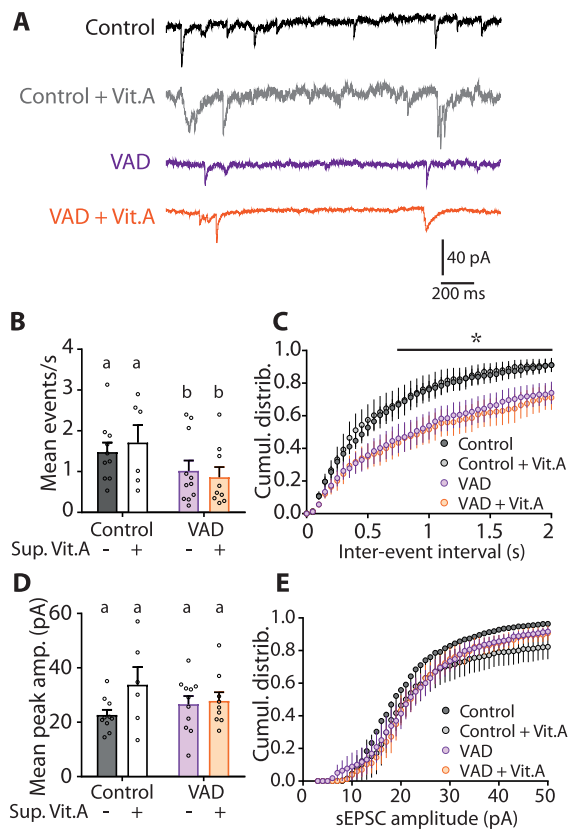 A
Control
Control + Vit.A
VAD
VAD + Vit.A
40 pA
200 ms
B
Mean events/s
4
3
2
1
0
a a b b
Control VAD
Sup. Vit.A - + - +
C
Cumul. distrib.
*
1.0
0.8
0.6
0.4
0.2
0.0
Control
Control + Vit.A
VAD
VAD + Vit.A
0 0.5 1 1.5 2
Inter-event interval (s)
D
Mean peak amp. (pA)
60
40
20
0
a a a a
Control VAD
Sup. Vit.A - + - +
E
Cumul. distrib.
1.0
0.8
0.6
0.4
0.2
0.0
Control
Control + Vit.A
VAD
VAD + Vit.A
0 10 20 30 40 50
sEPSC amplitude (pA)